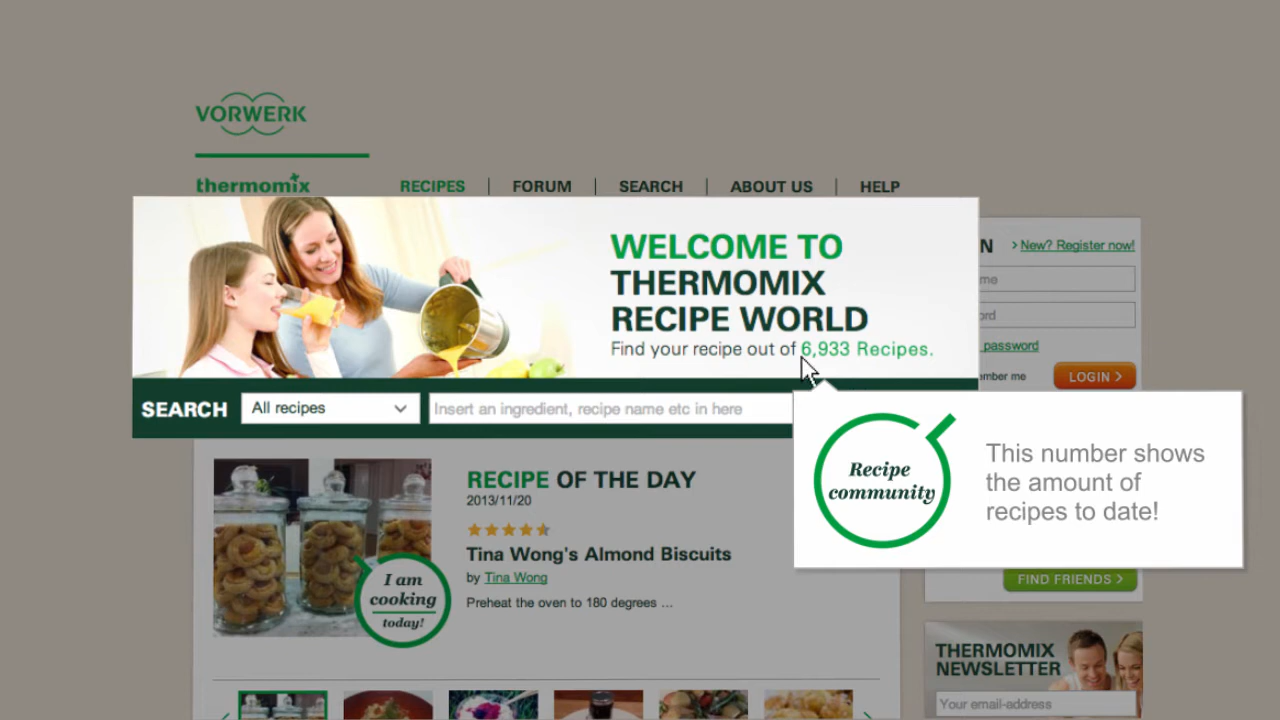 VORWERK
thermomix
RECIPES
FORUM
SEARCH
ABOUT US
HELP
WELCOME TO
THERMOMIX
RECIPE WORLD
Find your recipe out of 6,933 Recipes.
> New? Register now!
password
LOGIN >
SEARCH
All recipes
Insert an ingredient, recipe name etc in here
Recipe
community
This number shows
the amount of
recipes to date!
RECIPE OF THE DAY
2013/11/20
Tina Wong's Almond Biscuits
by Tina Wong
Preheat the oven to 180 degrees ...
I am
cooking
today!
FIND FRIENDS >
THERMOMIX
NEWSLETTER
Your email-address